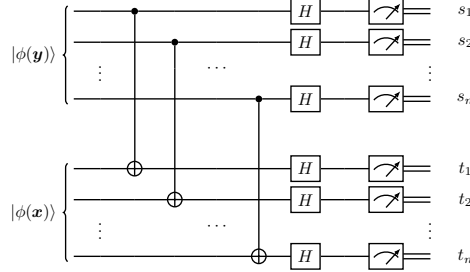 |φ(y)⟩
H
s₁
H
s₂
⋮ ⋯ ⋮
H
sₙ
|φ(x)⟩
H
t₁
H
t₂
⋮ ⋯ ⋮
H
tₙ